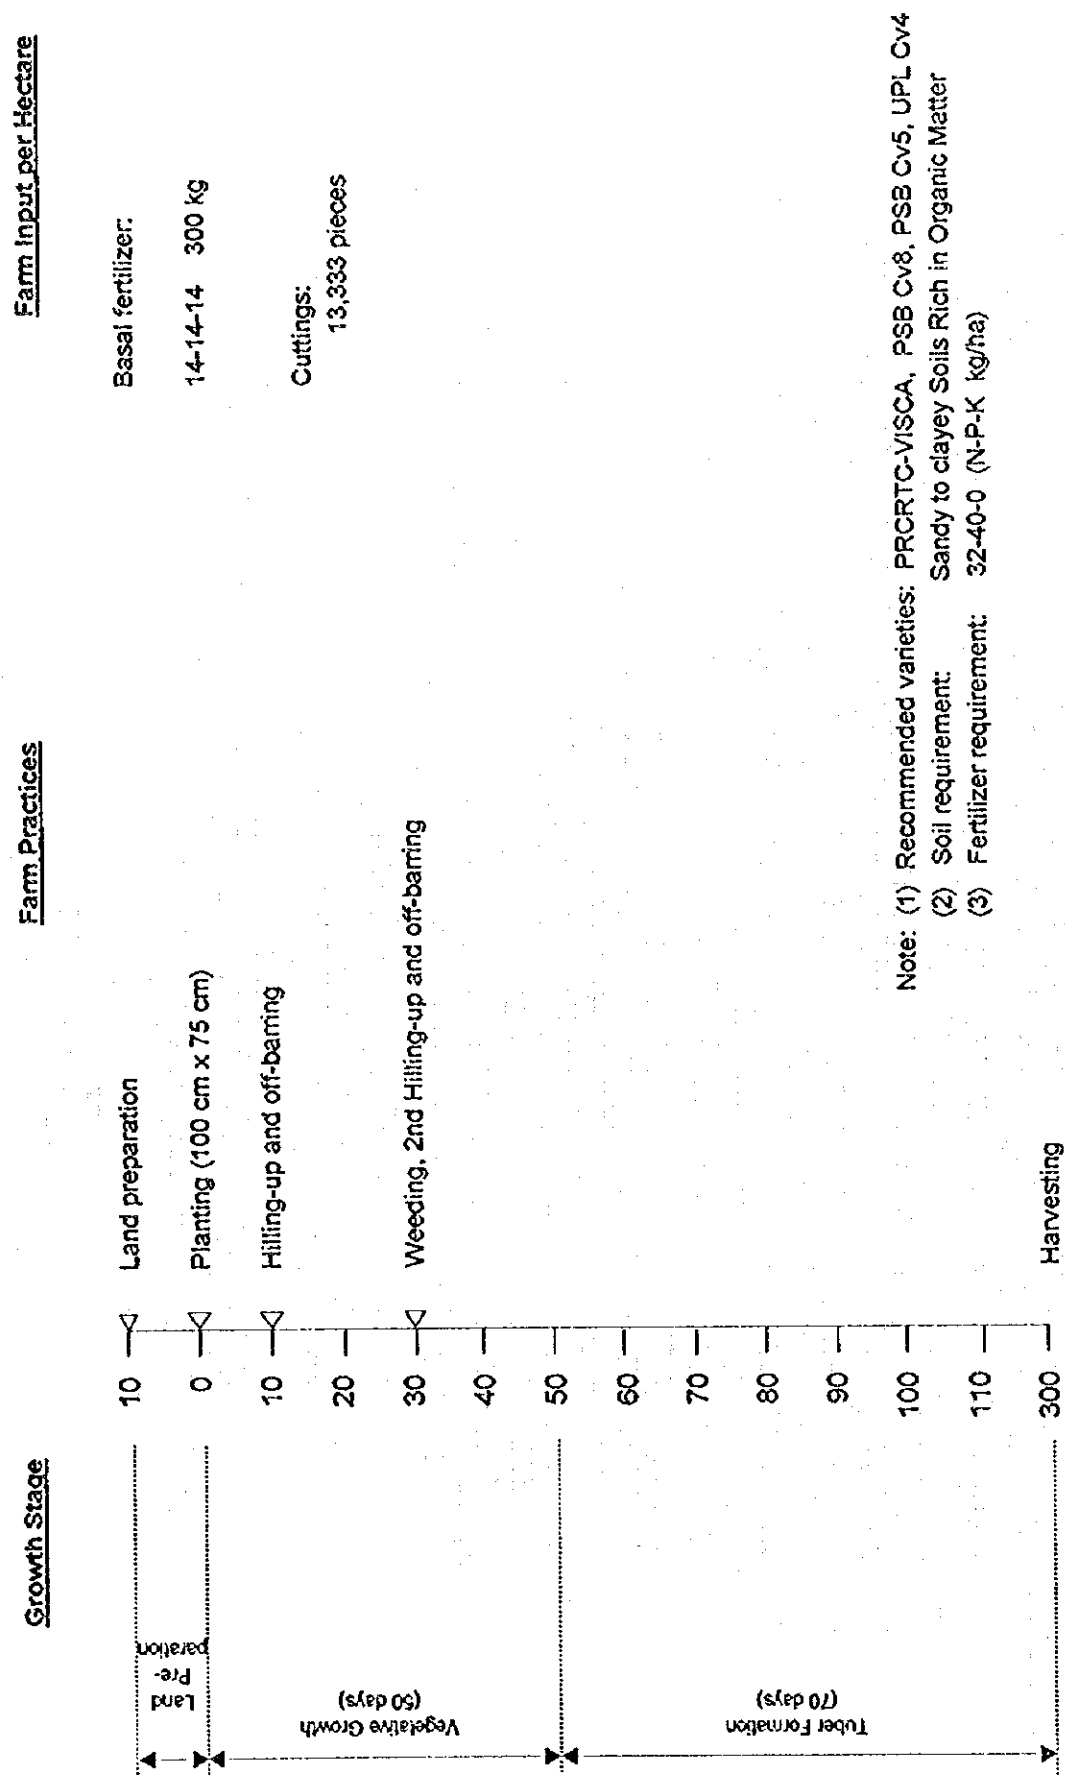 Growth Stage
Farm Practices
Farm Input per Hectare
Land Pre-
paration
Vegetative Growth
(50 days)
Tuber Formation
(70 days)
10
0
10
20
30
40
50
60
70
80
90
100
110
300
Land preparation
Planting (100 cm x 75 cm)
Hilling-up and off-barring
Weeding, 2nd Hilling-up and off-barring
Harvesting
Basal fertilizer:
14-14-14 300 kg
Cuttings:
13,333 pieces
Note: (1) Recommended varieties: PRCRTC-VISCA, PSB Cv8, PSB Cv5, UPL Cv4
(2) Soil requirement: Sandy to clayey Soils Rich in Organic Matter
(3) Fertilizer requirement: 32-40-0 (N-P-K kg/ha)